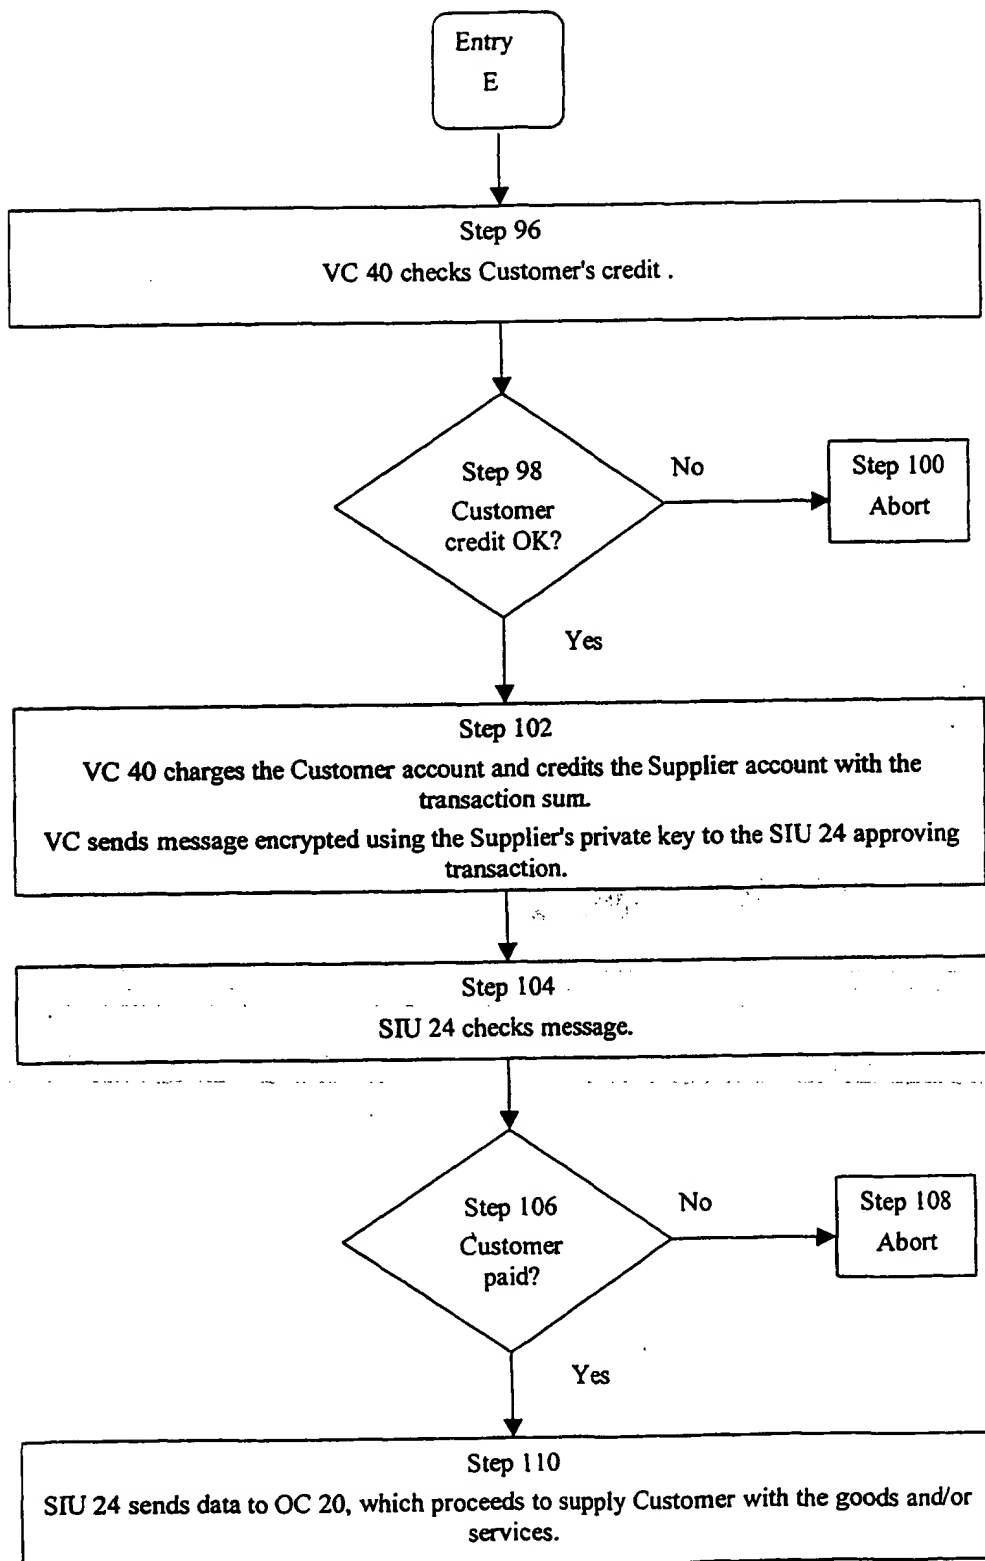 Entry
E
Step 96
VC 40 checks Customer's credit .
Step 98
Customer
credit OK?
No
Step 100
Abort
Yes
Step 102
VC 40 charges the Customer account and credits the Supplier account with the
transaction sum.
VC sends message encrypted using the Supplier's private key to the SIU 24 approving
transaction.
Step 104
SIU 24 checks message.
Step 106
Customer
paid?
No
Step 108
Abort
Yes
Step 110
SIU 24 sends data to OC 20, which proceeds to supply Customer with the goods and/or
services.